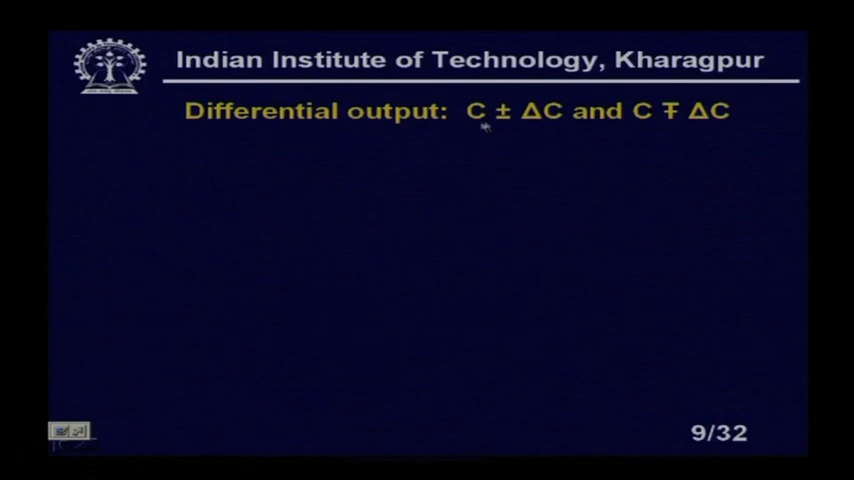 Indian Institute of Technology, Kharagpur
Differential output: C ± ΔC and C ∓ ΔC
9/32